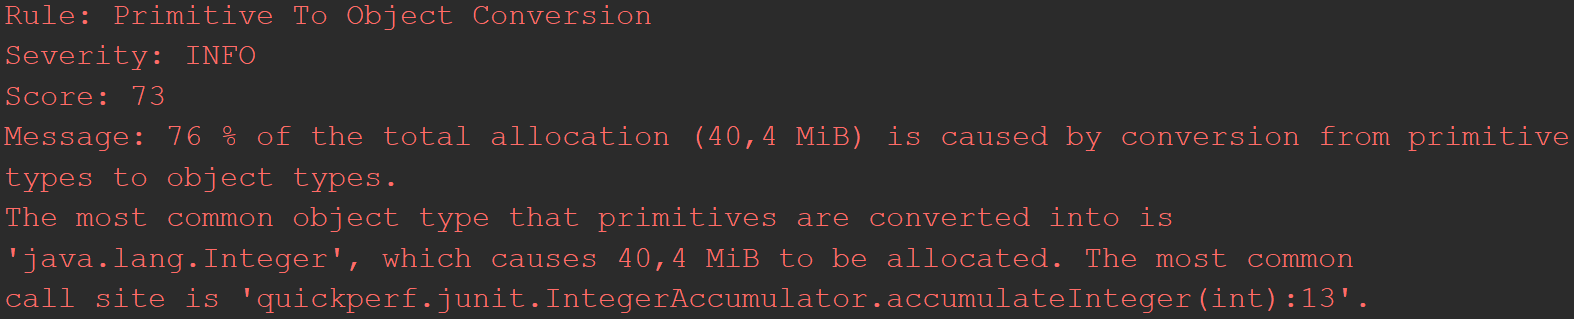 Rule: Primitive To Object Conversion
Severity: INFO
Score: 73
Message: 76 % of the total allocation (40,4 MiB) is caused by conversion from primitive
types to object types.
The most common object type that primitives are converted into is
'java.lang.Integer', which causes 40,4 MiB to be allocated. The most common
call site is 'quickperf.junit.IntegerAccumulator.accumulateInteger(int):13'.